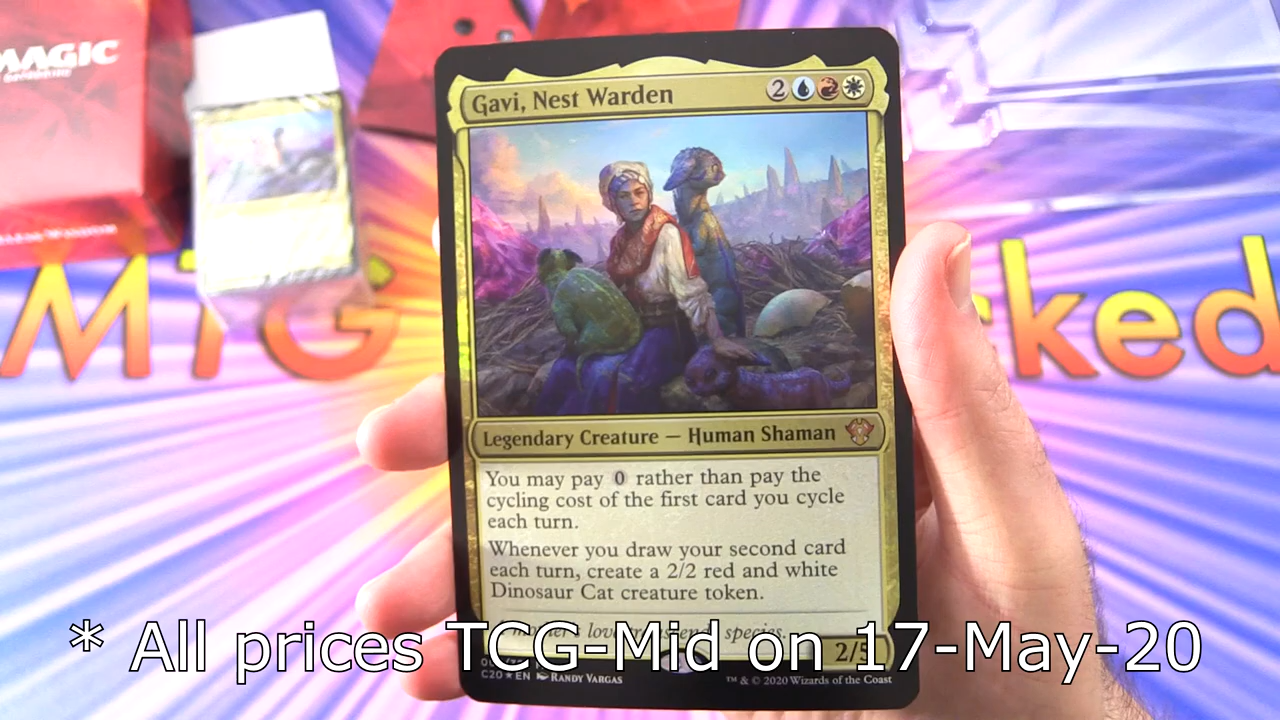 MAGIC
MTG
cked
Gavi, Nest Warden
2
Legendary Creature — Human Shaman
You may pay 0 rather than pay the
cycling cost of the first card you cycle
each turn.
Whenever you draw your second card
each turn, create a 2/2 red and white
Dinosaur Cat creature token.
species.
2/5
* All prices TCG-Mid on 17-May-20
C20★EN RANDY VARGAS
™ & © 2020 Wizards of the Coast